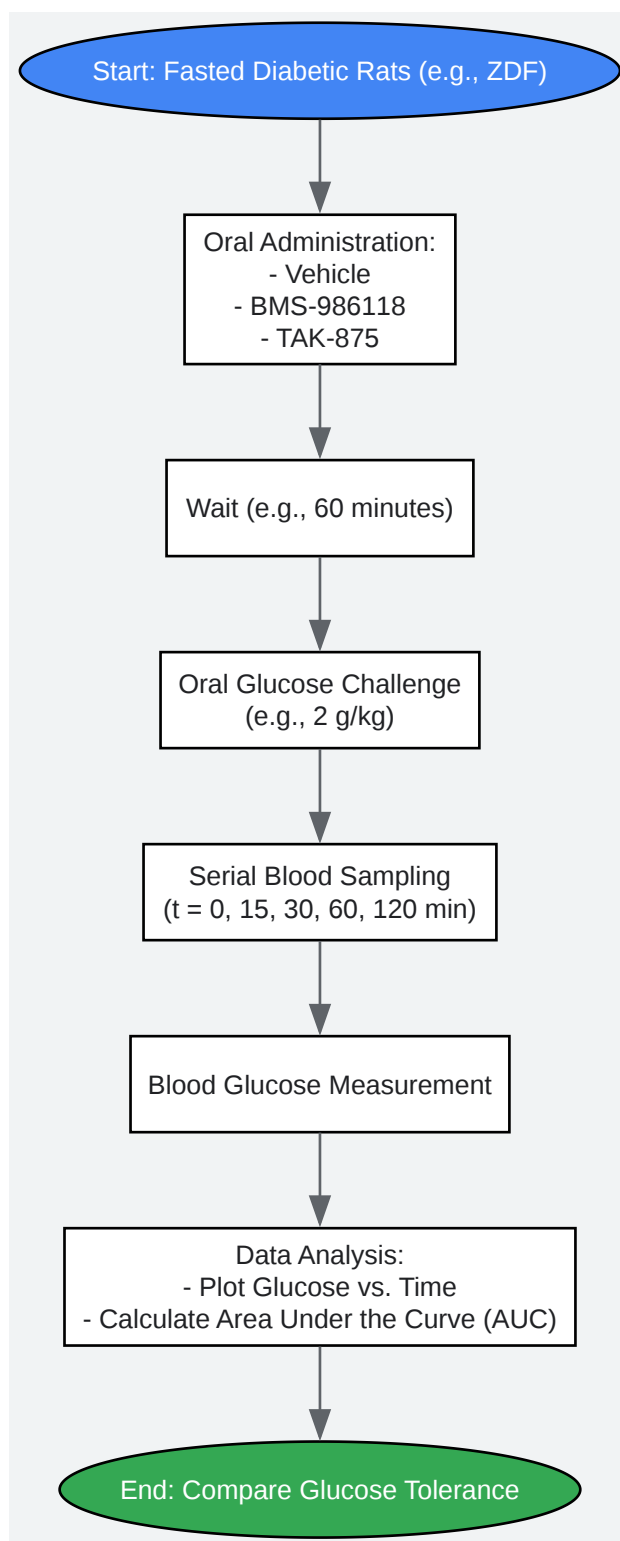 Start: Fasted Diabetic Rats (e.g., ZDF)
Oral Administration:
- Vehicle
- BMS-986118
- TAK-875
Wait (e.g., 60 minutes)
Oral Glucose Challenge
(e.g., 2 g/kg)
Serial Blood Sampling
(t = 0, 15, 30, 60, 120 min)
Blood Glucose Measurement
Data Analysis:
- Plot Glucose vs. Time
- Calculate Area Under the Curve (AUC)
End: Compare Glucose Tolerance